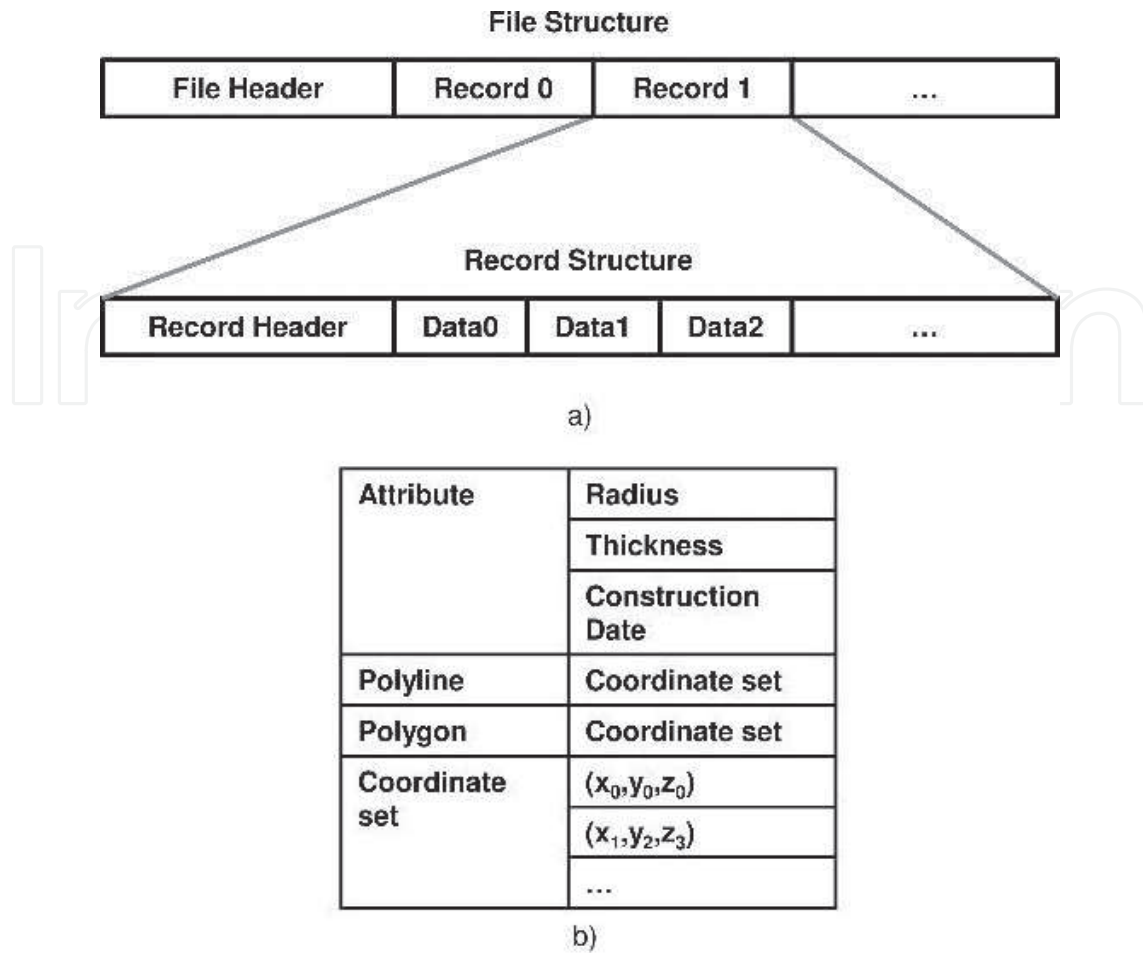 File Structure
File Header Record 0 Record 1 ...
Record Structure
Record Header Data0 Data1 Data2 ...
a)
Attribute Radius
Thickness
Construction
Date
Polyline Coordinate set
Polygon Coordinate set
Coordinate
set
(x₀,y₀,z₀)
(x₁,y₂,z₃)
...
b)